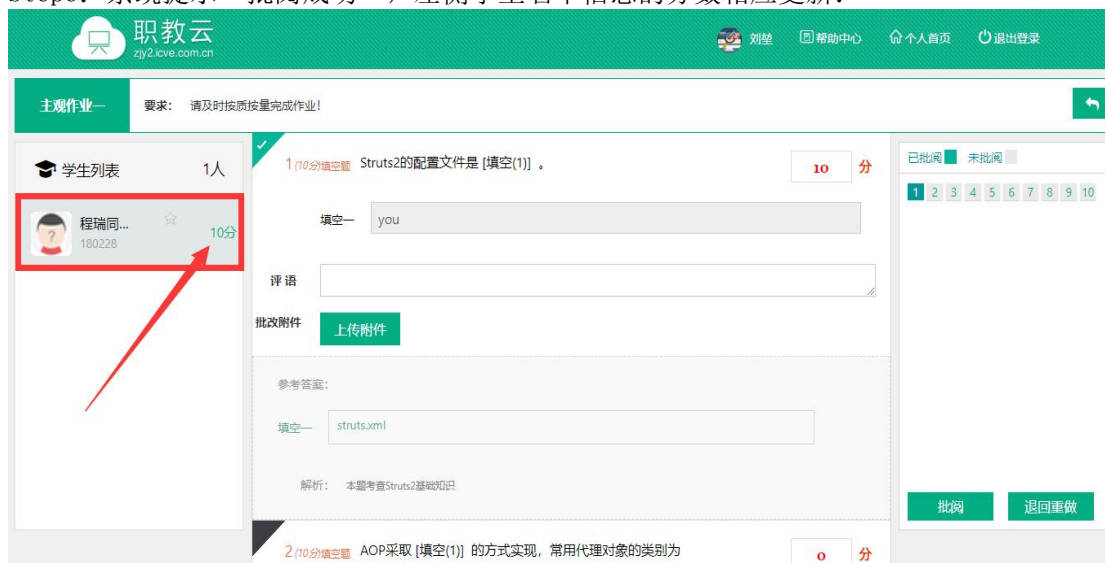 职教云
zjy2.icve.com.cn
刘堃 帮助中心 个人首页 退出登录
主观作业一 要求： 请及时按质按量完成作业!
学生列表 1人
程瑞同... 10分
180228
1 (10分)填空题 Struts2的配置文件是 [填空(1)] 。 10 分
填空一 you
评 语
批改附件 上传附件
参考答案：
填空一 struts.xml
解析： 本题考查Struts2基础知识
2 (10分)填空题 AOP采取 [填空(1)] 的方式实现，常用代理对象的类别为 0 分
已批阅 未批阅
1 2 3 4 5 6 7 8 9 10
批阅 退回重做